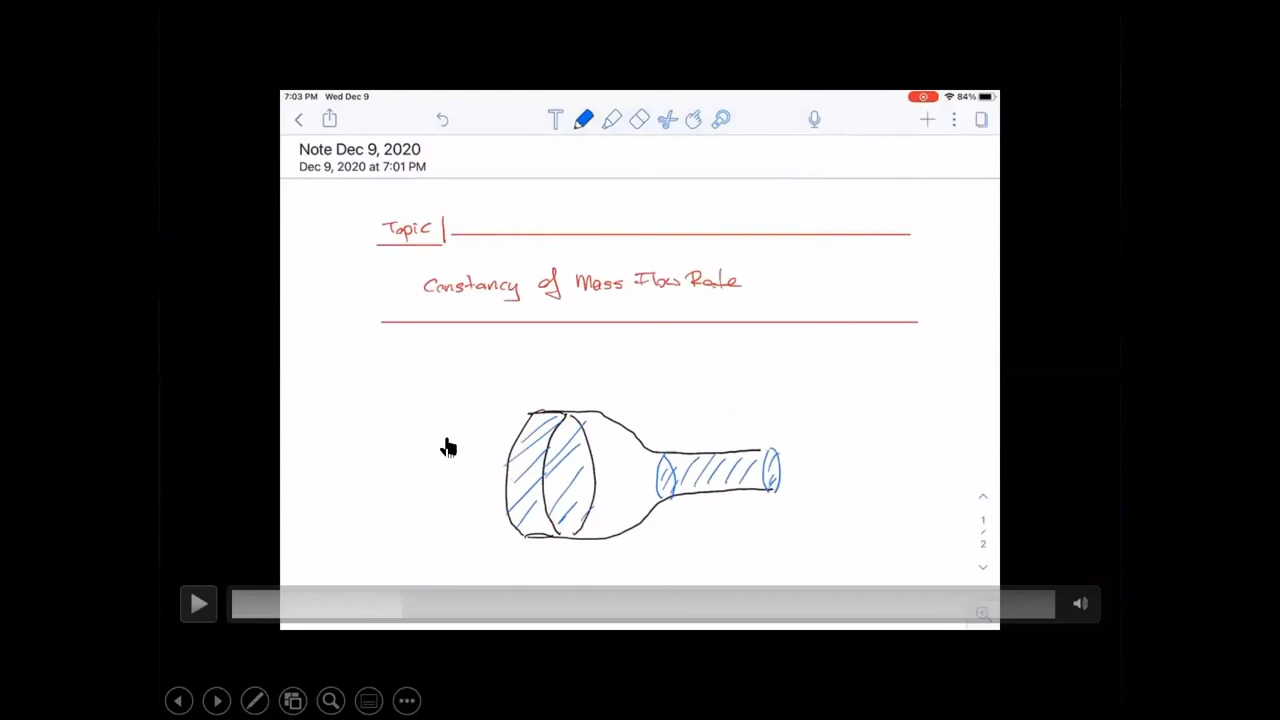 7:03 PM Wed Dec 9
84%
Note Dec 9, 2020
Dec 9, 2020 at 7:01 PM
Topic
Constancy of Mass Flow Rate
1
2